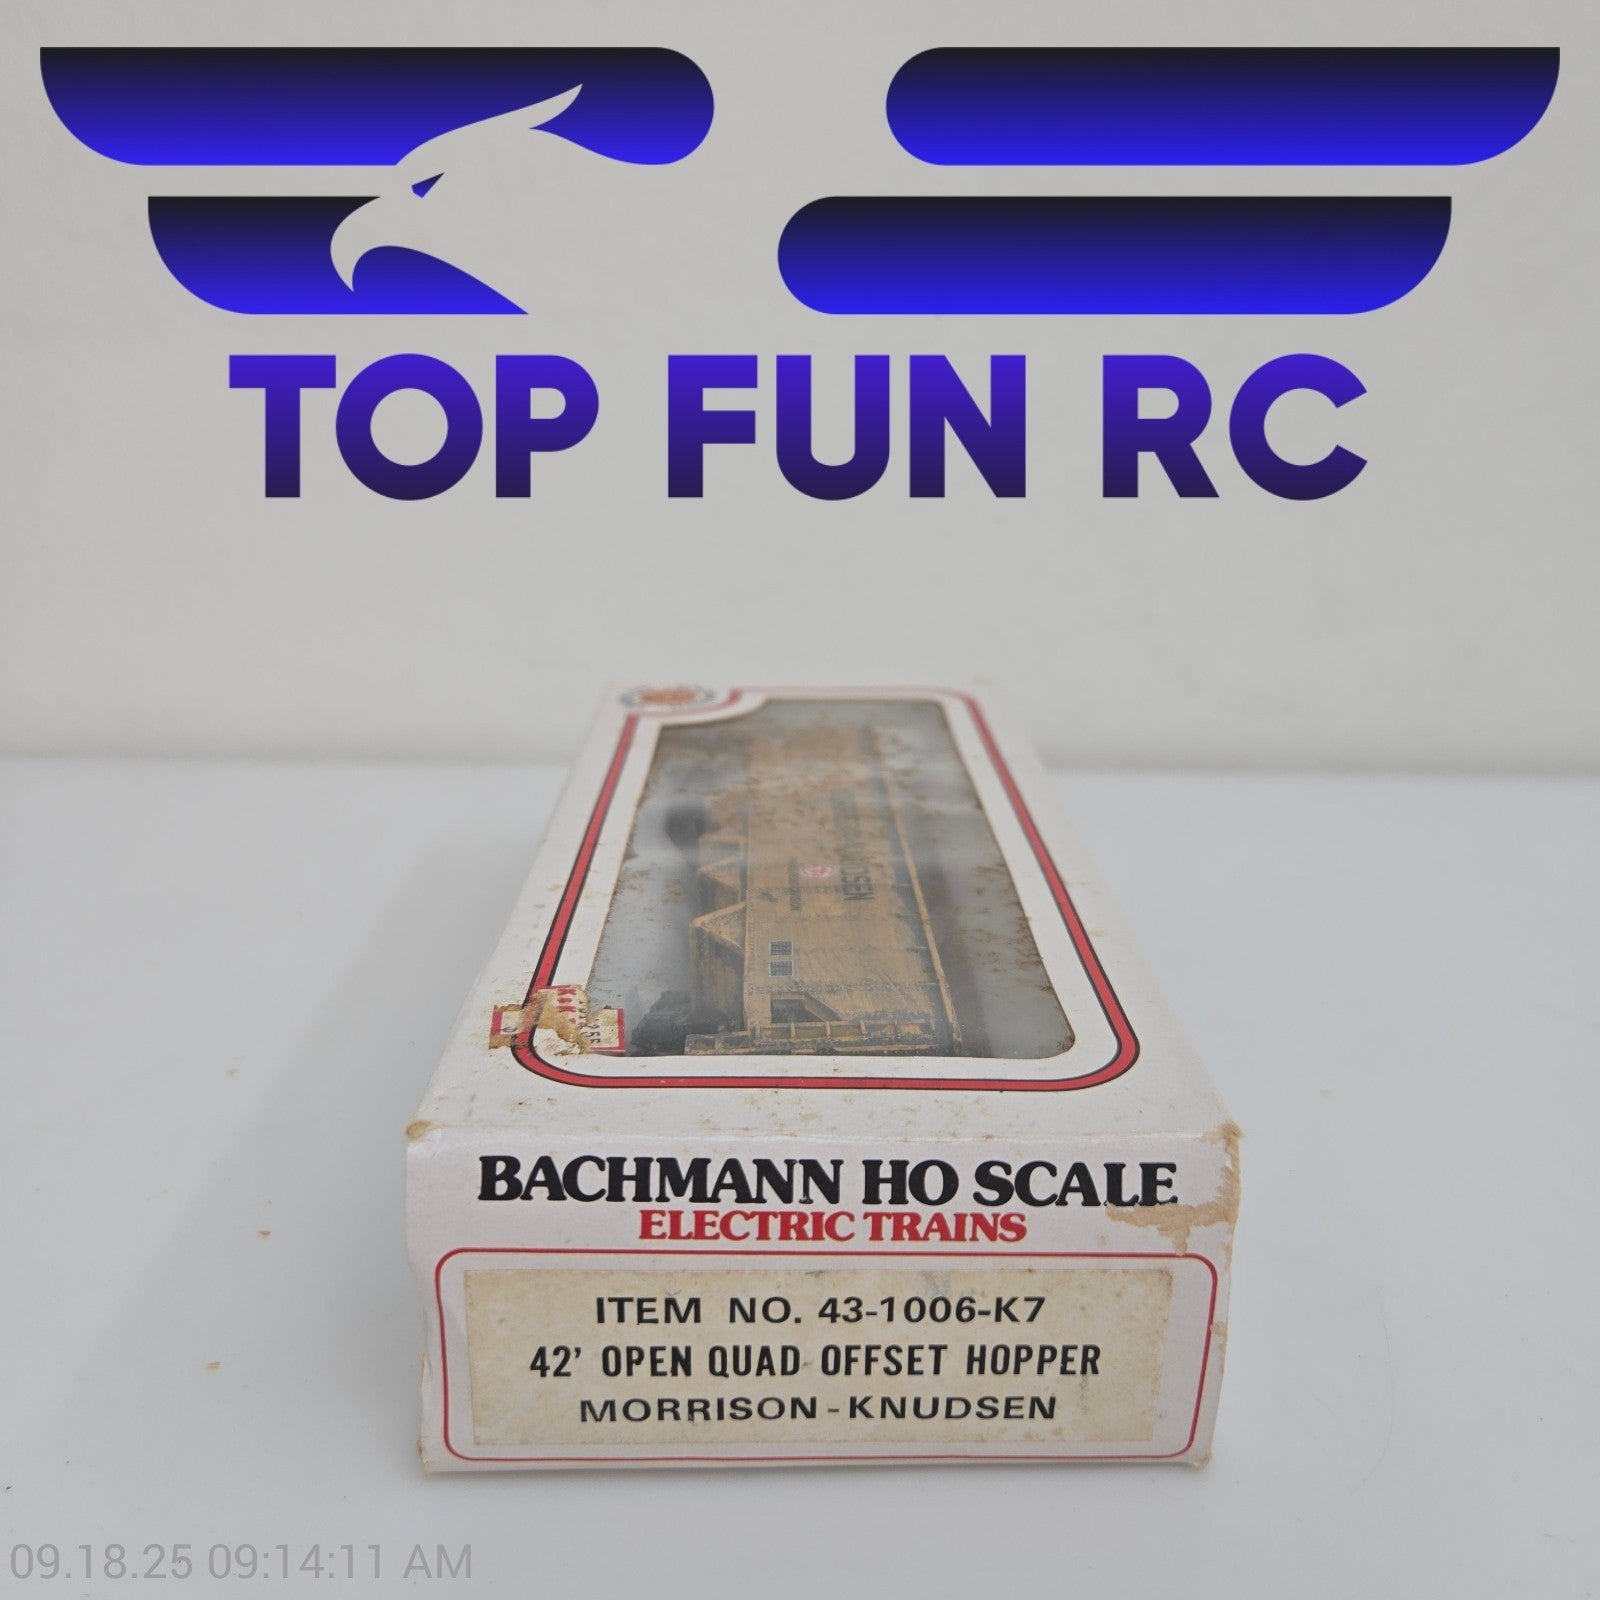 TOP FUN RC
BACHMANN HO SCALE
ELECTRIC TRAINS
ITEM NO. 43-1006-K7
42' OPEN QUAD OFFSET HOPPER
MORRISON-KNUDSEN
09.18.25 09:14:11 AM